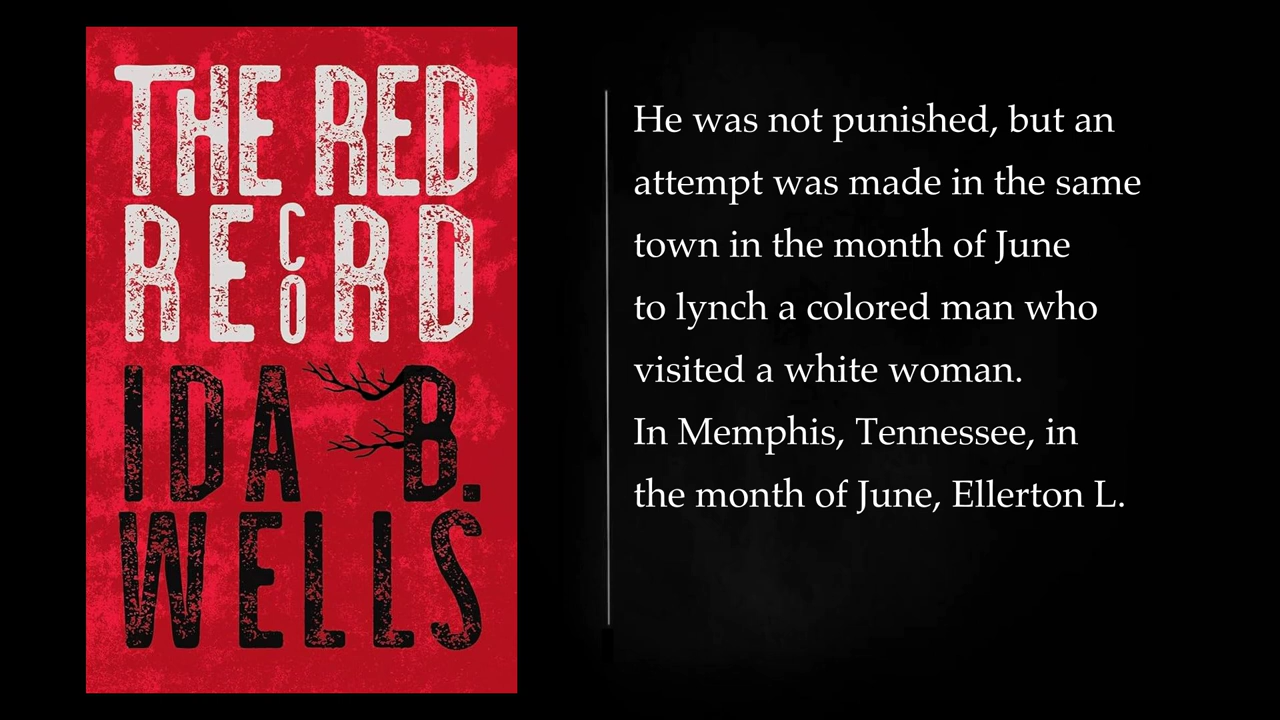 THE RED
RECORD
IDA B.
WELLS
He was not punished, but an
attempt was made in the same
town in the month of June
to lynch a colored man who
visited a white woman.
In Memphis, Tennessee, in
the month of June, Ellerton L.